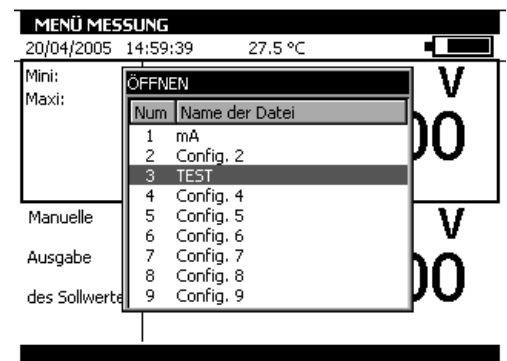 MENÜ MESSUNG
20/04/2005 14:59:39 27.5 °C
Mini:
Maxi:
V
00
ÖFFNEN
Num Name der Datei
1 mA
2 Config. 2
3 TEST
4 Config. 4
5 Config. 5
6 Config. 6
7 Config. 7
8 Config. 8
9 Config. 9
Manuelle
Ausgabe
des Sollwerte
V
00